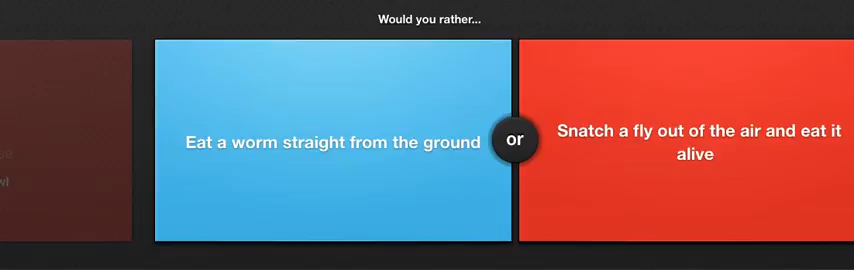 Would you rather...
Eat a worm straight from the ground
or
Snatch a fly out of the air and eat it
alive